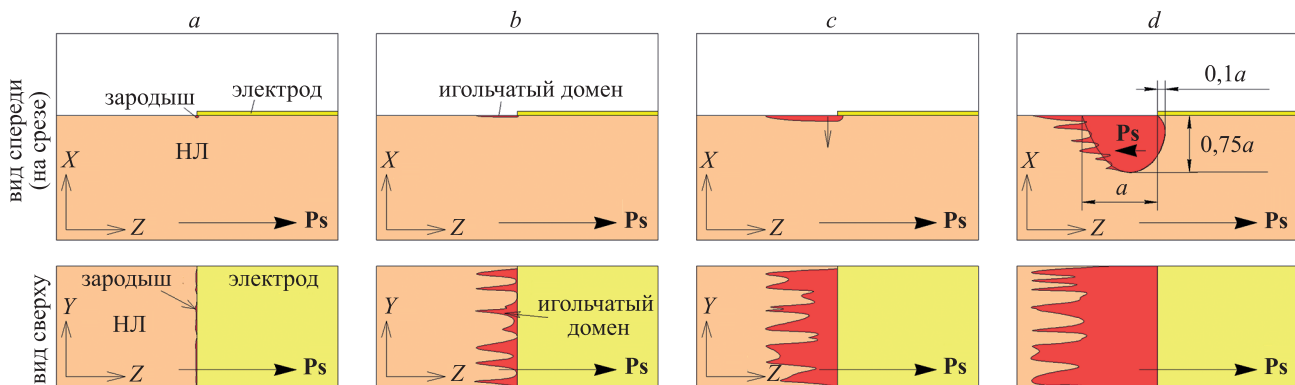 a
b
c
d
вид спереди
(на срезе)
зародыш
электрод
НЛ
X
Z
Ps
игольчатый домен
X
Z
Ps
X
Z
Ps
0,1a
Ps
0,75a
a
X
Z
Ps
вид сверху
зародыш
электрод
Y
НЛ
Z
Ps
Y
игольчатый
домен
Z
Ps
Y
Z
Ps
Y
Z
Ps